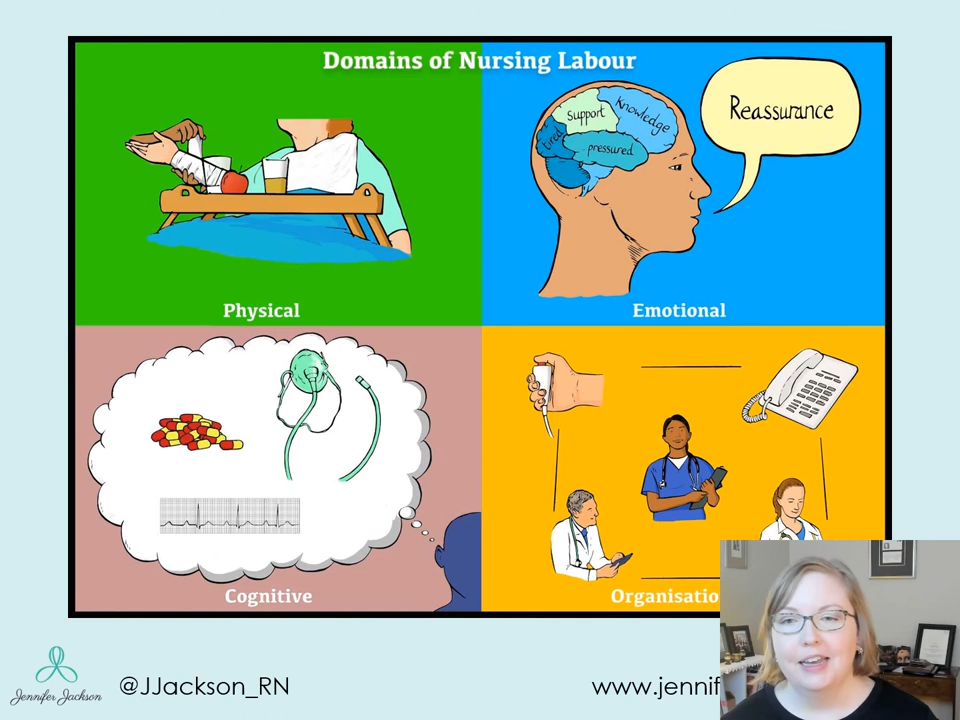 Domains of Nursing Labour
Support
Knowledge
tired
pressured
Reassurance
Physical
Emotional
Cognitive
Organisatio
Jennifer Jackson
@JJackson_RN
www.jennif